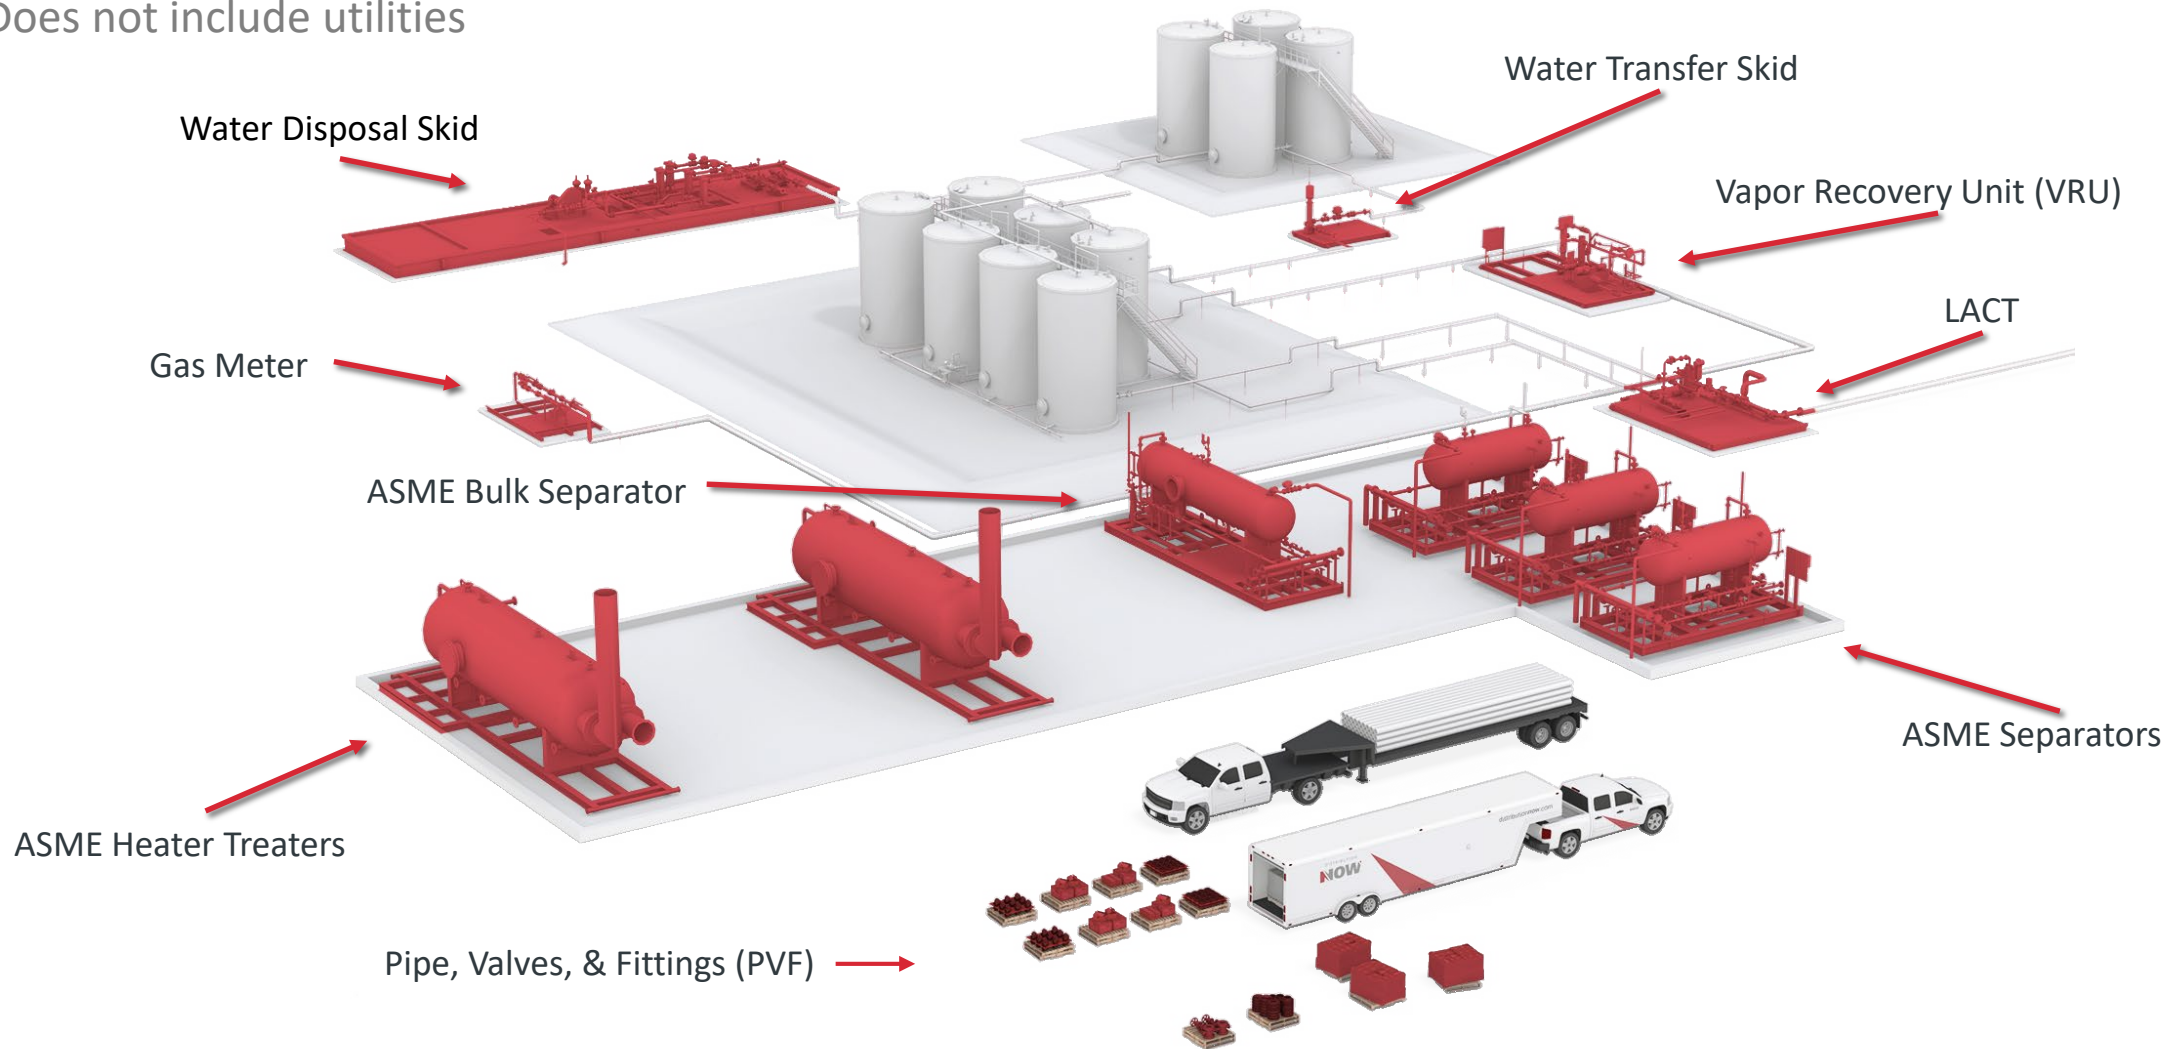 Does not include utilities
Water Transfer Skid
Water Disposal Skid
Vapor Recovery Unit (VRU)
LACT
Gas Meter
ASME Bulk Separator
ASME Separators
ASME Heater Treaters
NOW
Pipe, Valves, & Fittings (PVF)